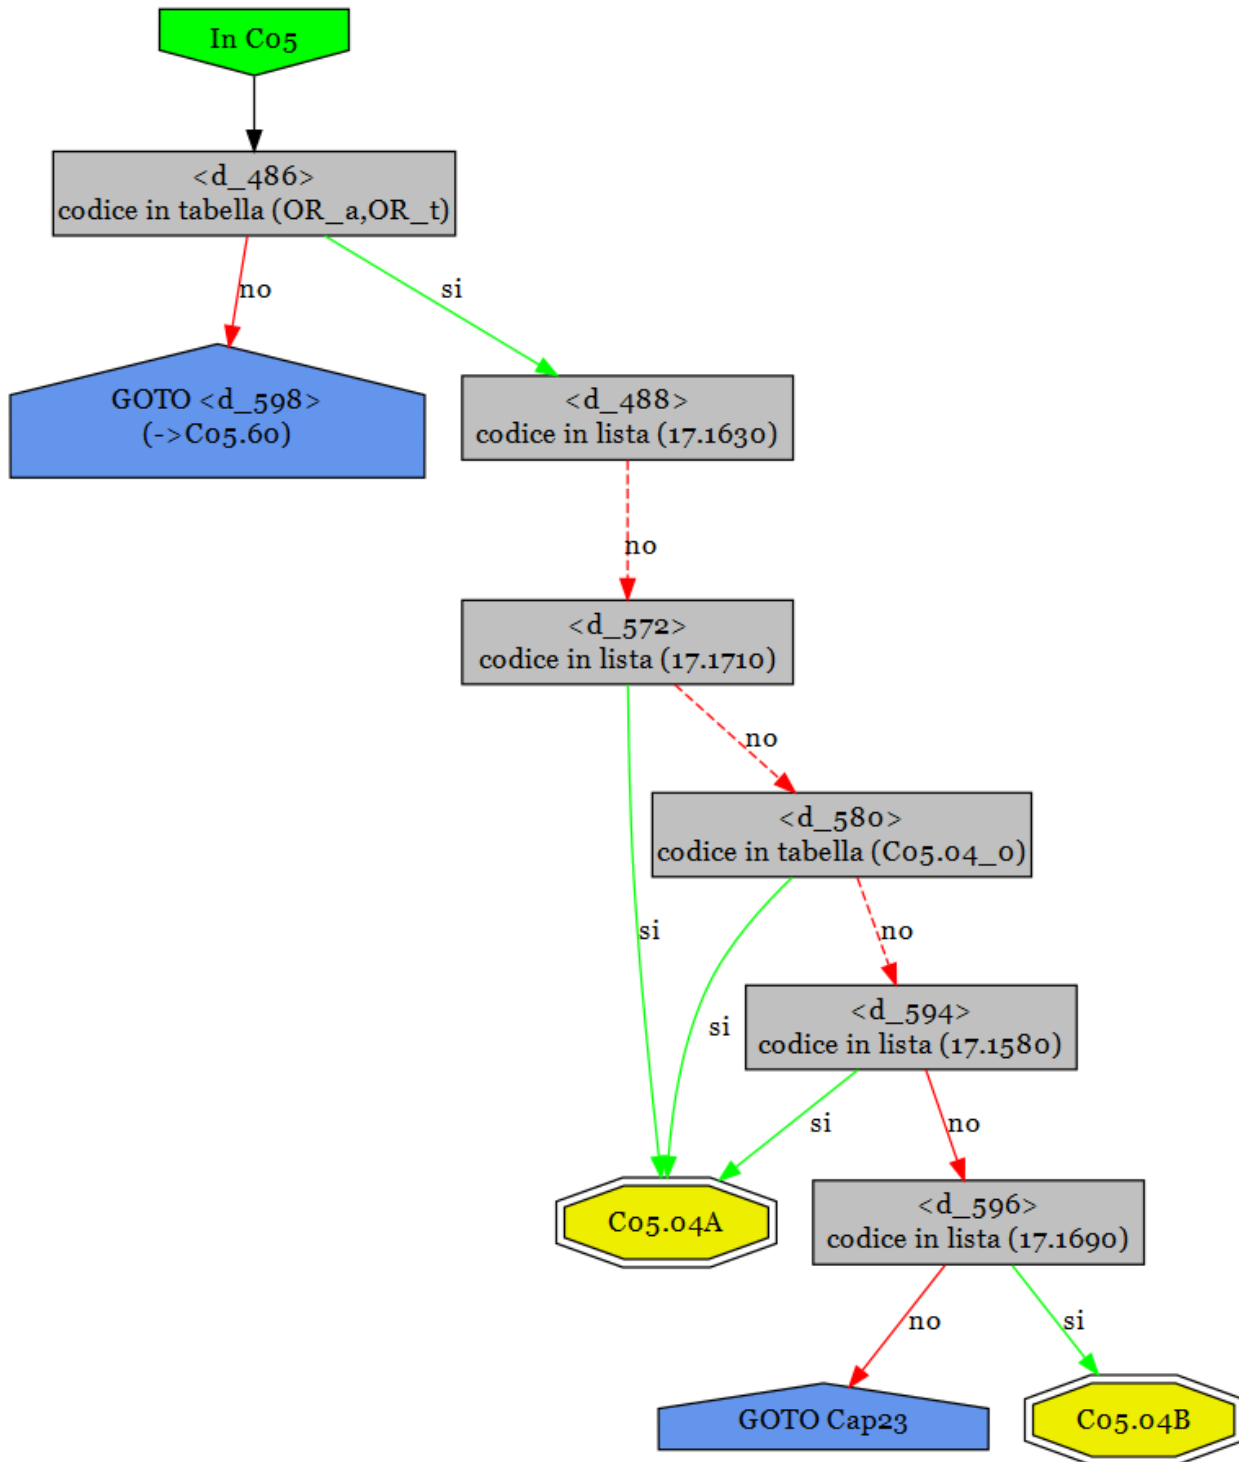 In C05
<d_486>
codice in tabella (OR_a,OR_t)
no
si
GOTO <d_598>
(->C05.60)
<d_488>
codice in lista (17.1630)
no
<d_572>
codice in lista (17.1710)
no
<d_580>
codice in tabella (C05.04_0)
si
no
si
<d_594>
codice in lista (17.1580)
si
no
C05.04A
<d_596>
codice in lista (17.1690)
no
si
GOTO Cap23
C05.04B